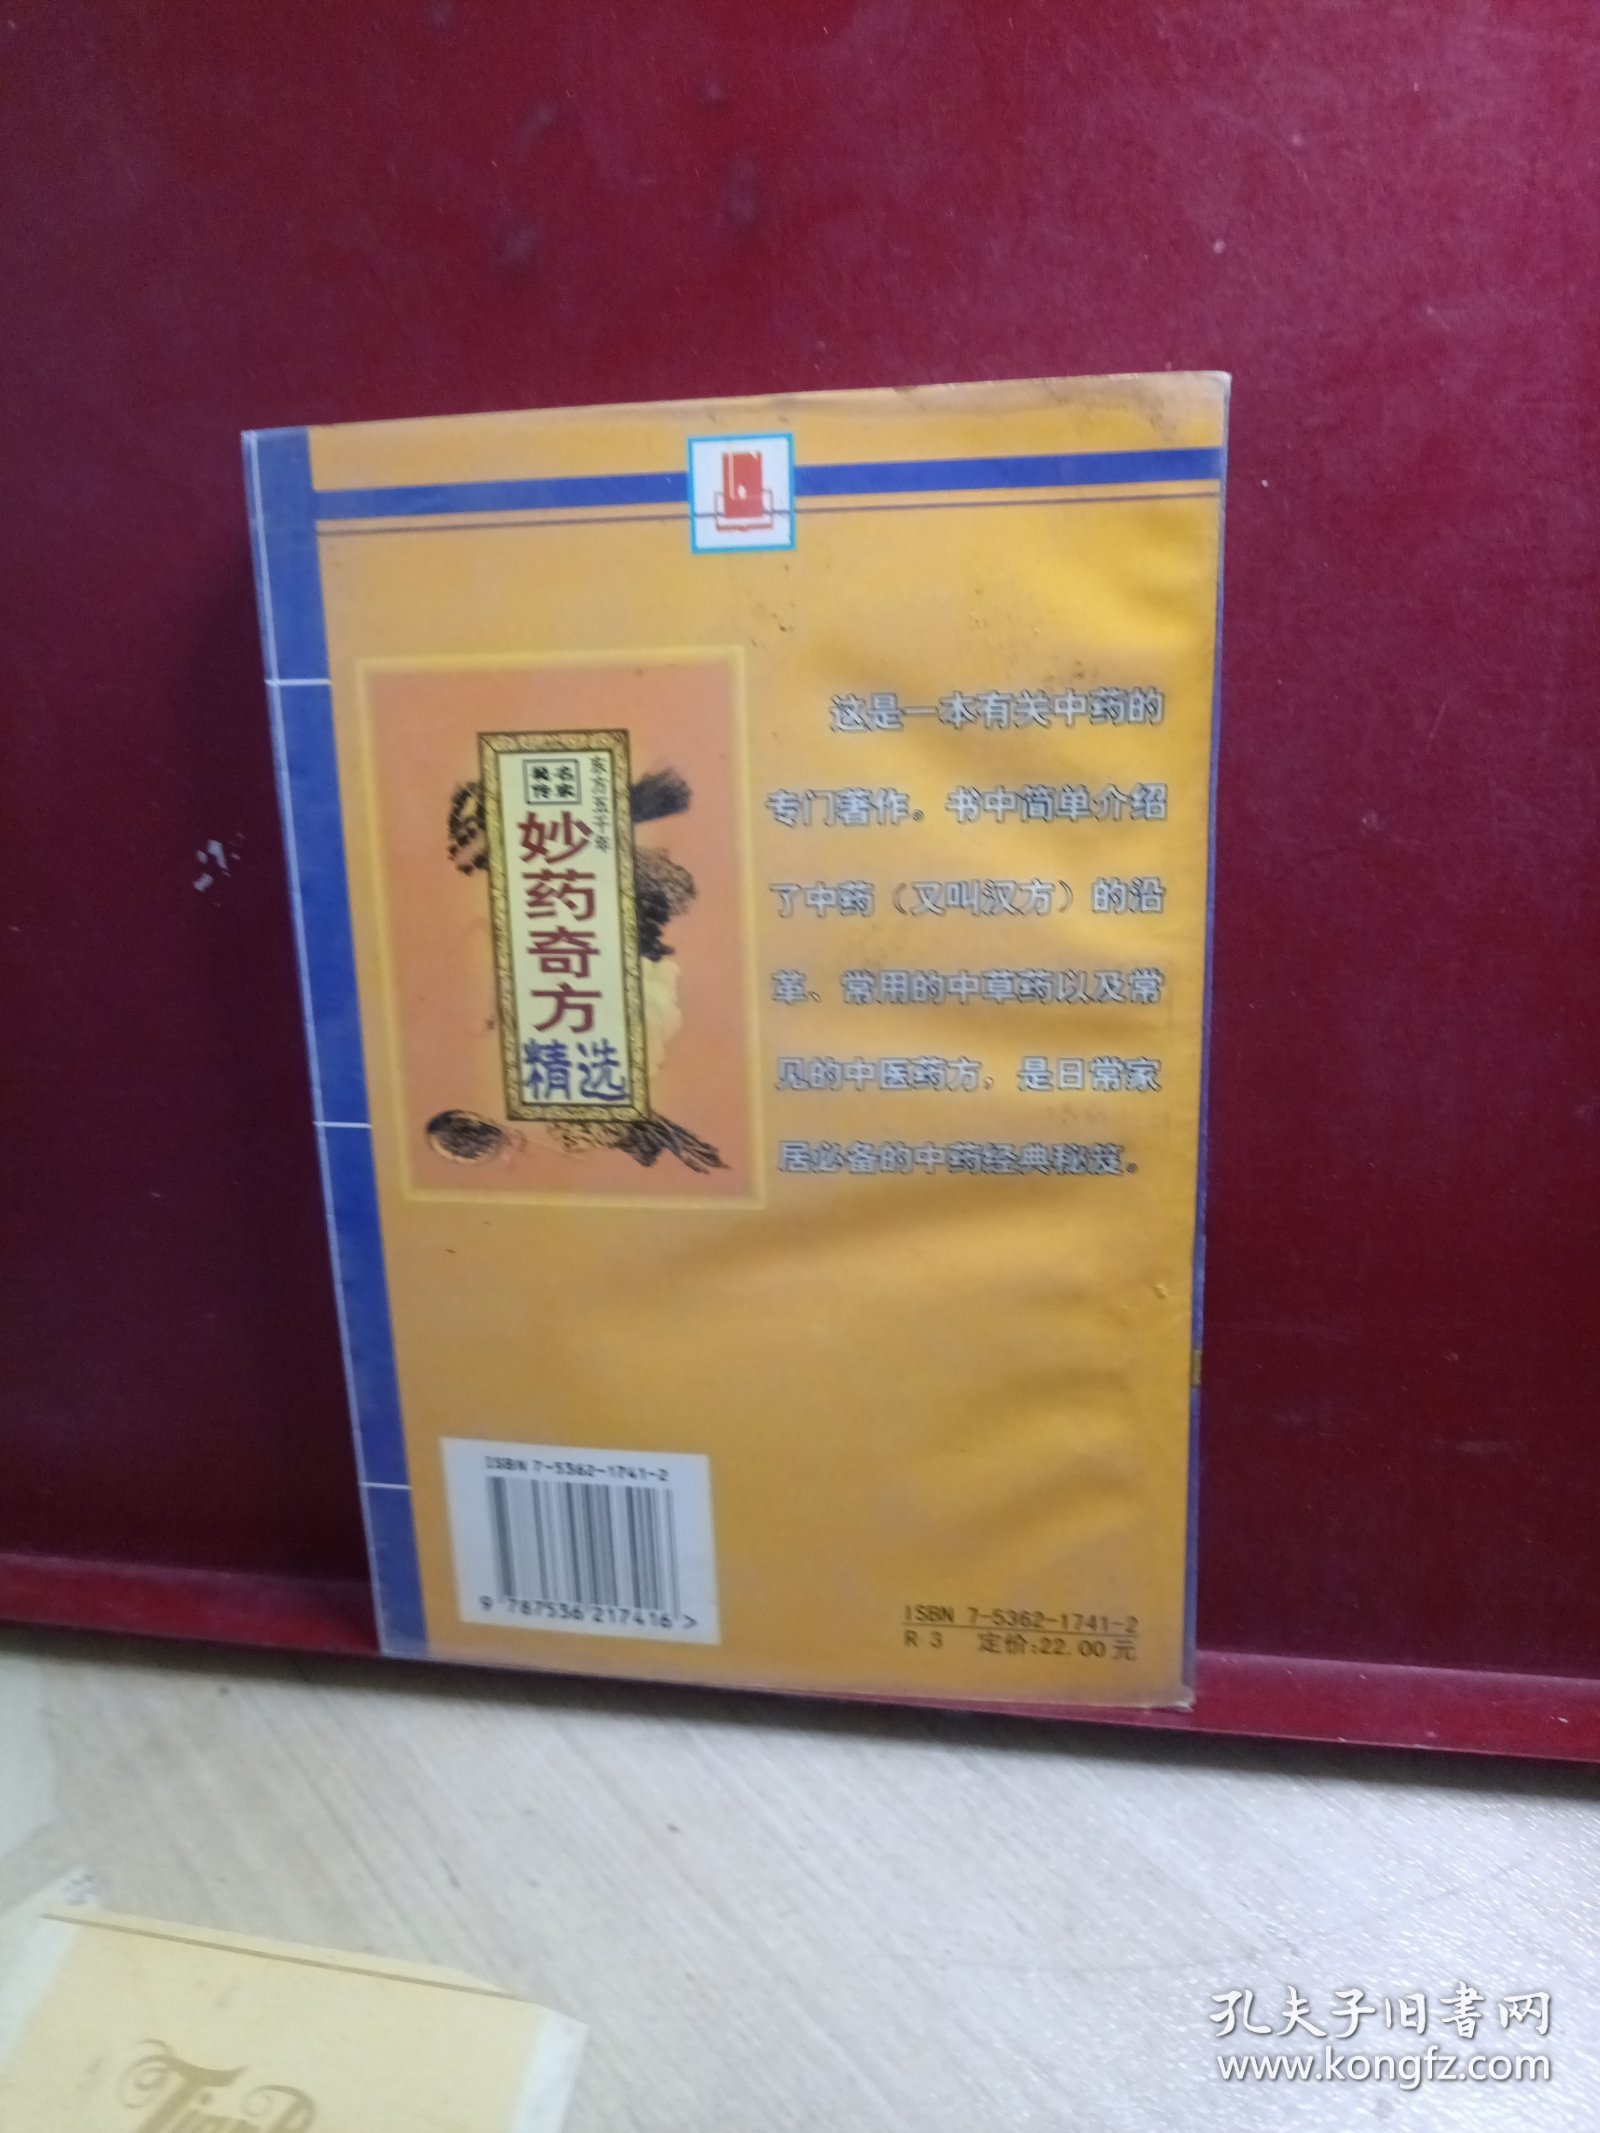 东方五千年
名家
秘传
妙药奇方
精选
这是一本有关中药的
专门著作。书中简单介绍
了中药（又叫汉方）的沿
革、常用的中草药以及常
见的中医药方，是日常家
居必备的中药经典秘笈。
ISBN 7-5362-1741-2
9 787536 217416 >
ISBN 7-5362-1741-2
R·3 定价:22.00元
孔夫子旧书网
www.kongfz.com